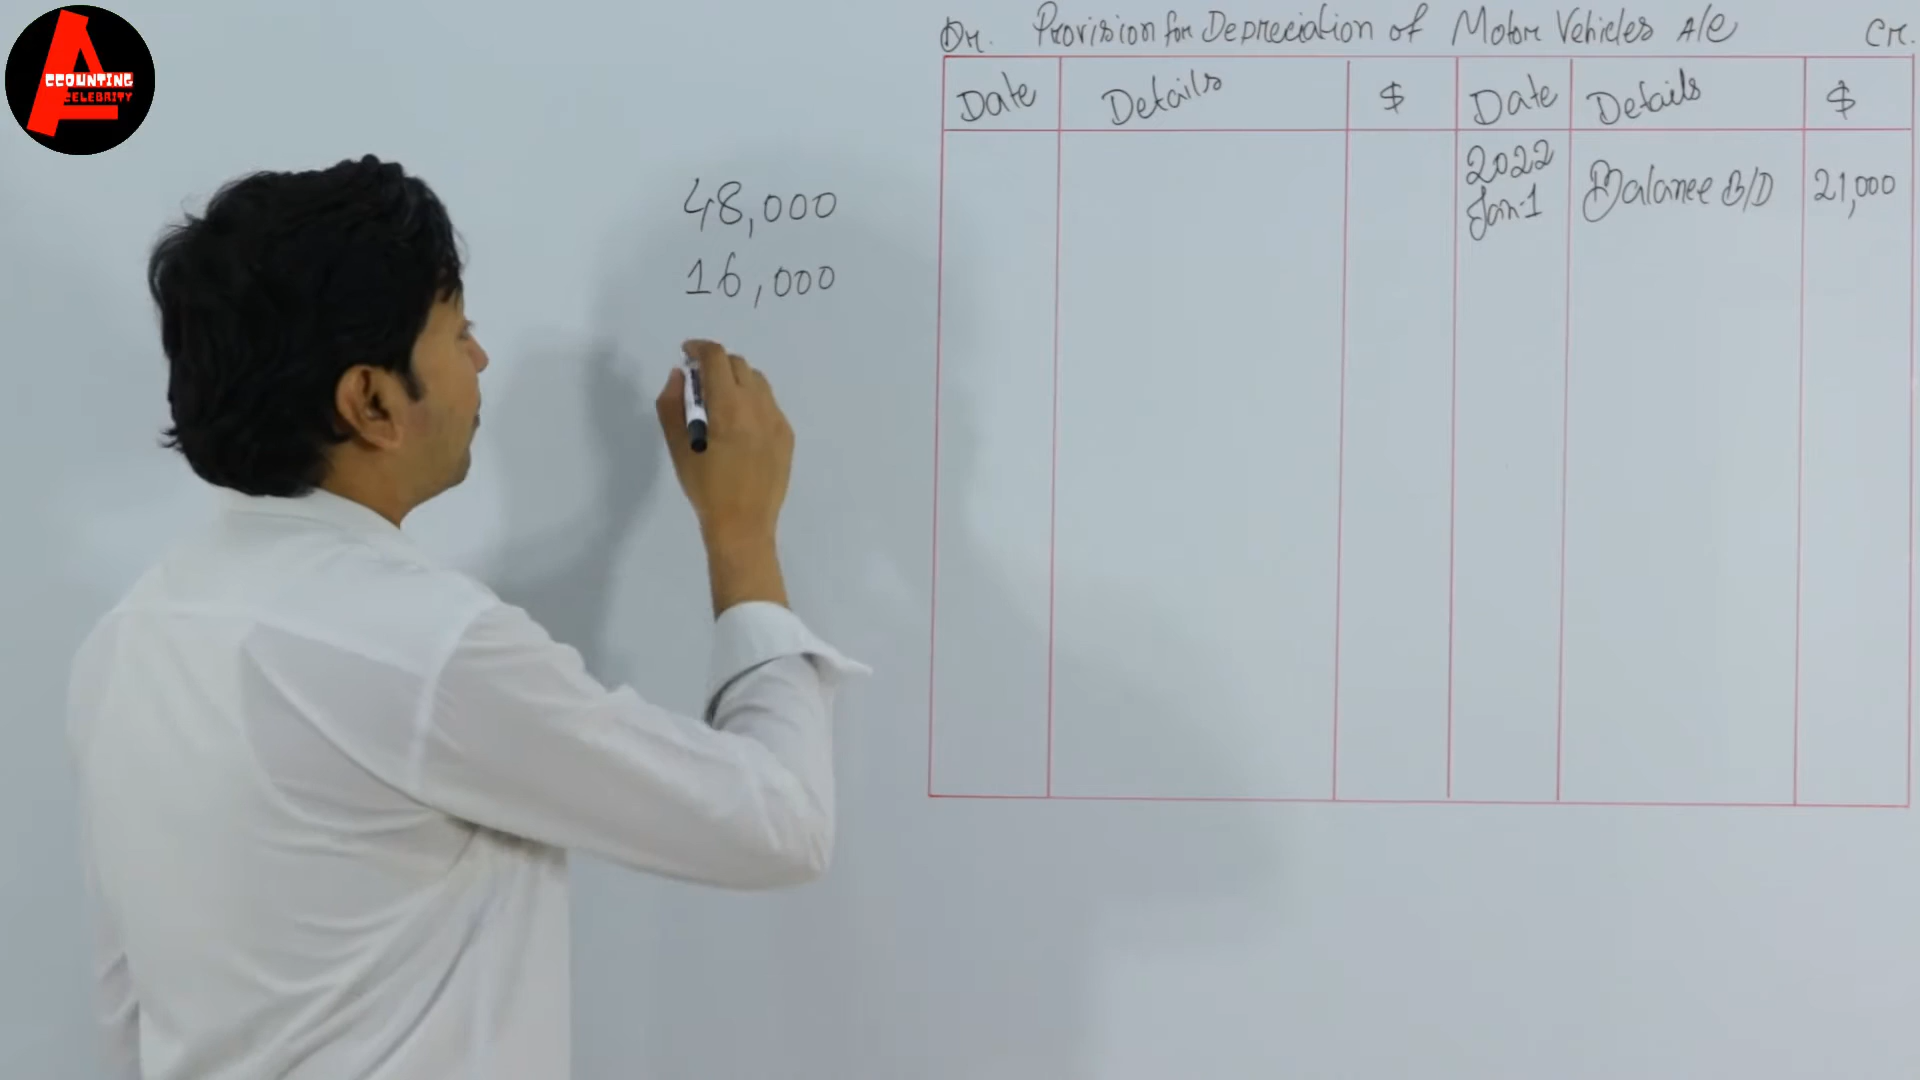 ACCOUNTING
CELEBRITY
Dr. Provision for Depreciation of Motor Vehicles A/C Cr.
Date Details $ Date Details $
2022
Jan-1 Balance B/D 21,000
48,000
16,000